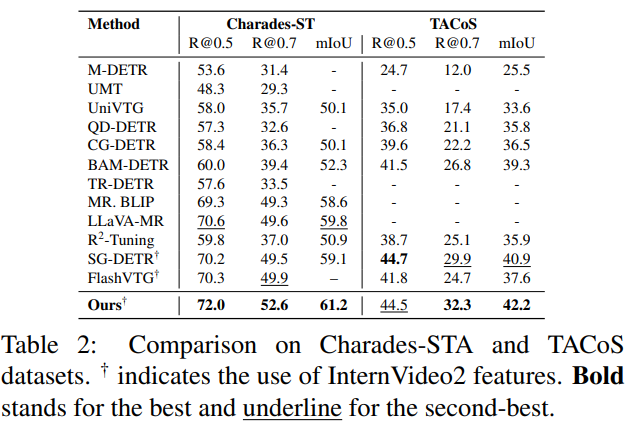 Method Charades-ST TACoS
R@0.5 R@0.7 mIoU R@0.5 R@0.7 mIoU
M-DETR 53.6 31.4 - 24.7 12.0 25.5
UMT 48.3 29.3 - - - -
UniVTG 58.0 35.7 50.1 35.0 17.4 33.6
QD-DETR 57.3 32.6 - 36.8 21.1 35.8
CG-DETR 58.4 36.3 50.1 39.6 22.2 36.5
BAM-DETR 60.0 39.4 52.3 41.5 26.8 39.3
TR-DETR 57.6 33.5 - - - -
MR. BLIP 69.3 49.3 58.6 - - -
LLaVA-MR 70.6 49.6 59.8 - - -
R²-Tuning 59.8 37.0 50.9 38.7 25.1 35.9
SG-DETR† 70.2 49.5 59.1 44.7 29.9 40.9
FlashVTG† 70.3 49.9 – 41.8 24.7 37.6
Ours† 72.0 52.6 61.2 44.5 32.3 42.2
Table 2: Comparison on Charades-STA and TACoS
datasets. † indicates the use of InternVideo2 features. Bold
stands for the best and underline for the second-best.